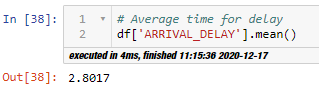 In [38]:
1 # Average time for delay
2 df['ARRIVAL_DELAY'].mean()
executed in 4ms, finished 11:15:36 2020-12-17
Out[38]: 2.8017